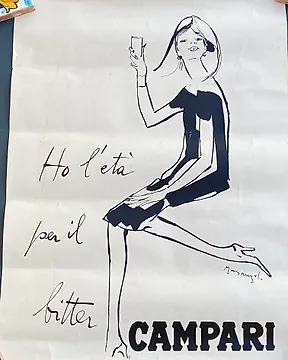 Ho l'età
per il
bitter
CAMPARI